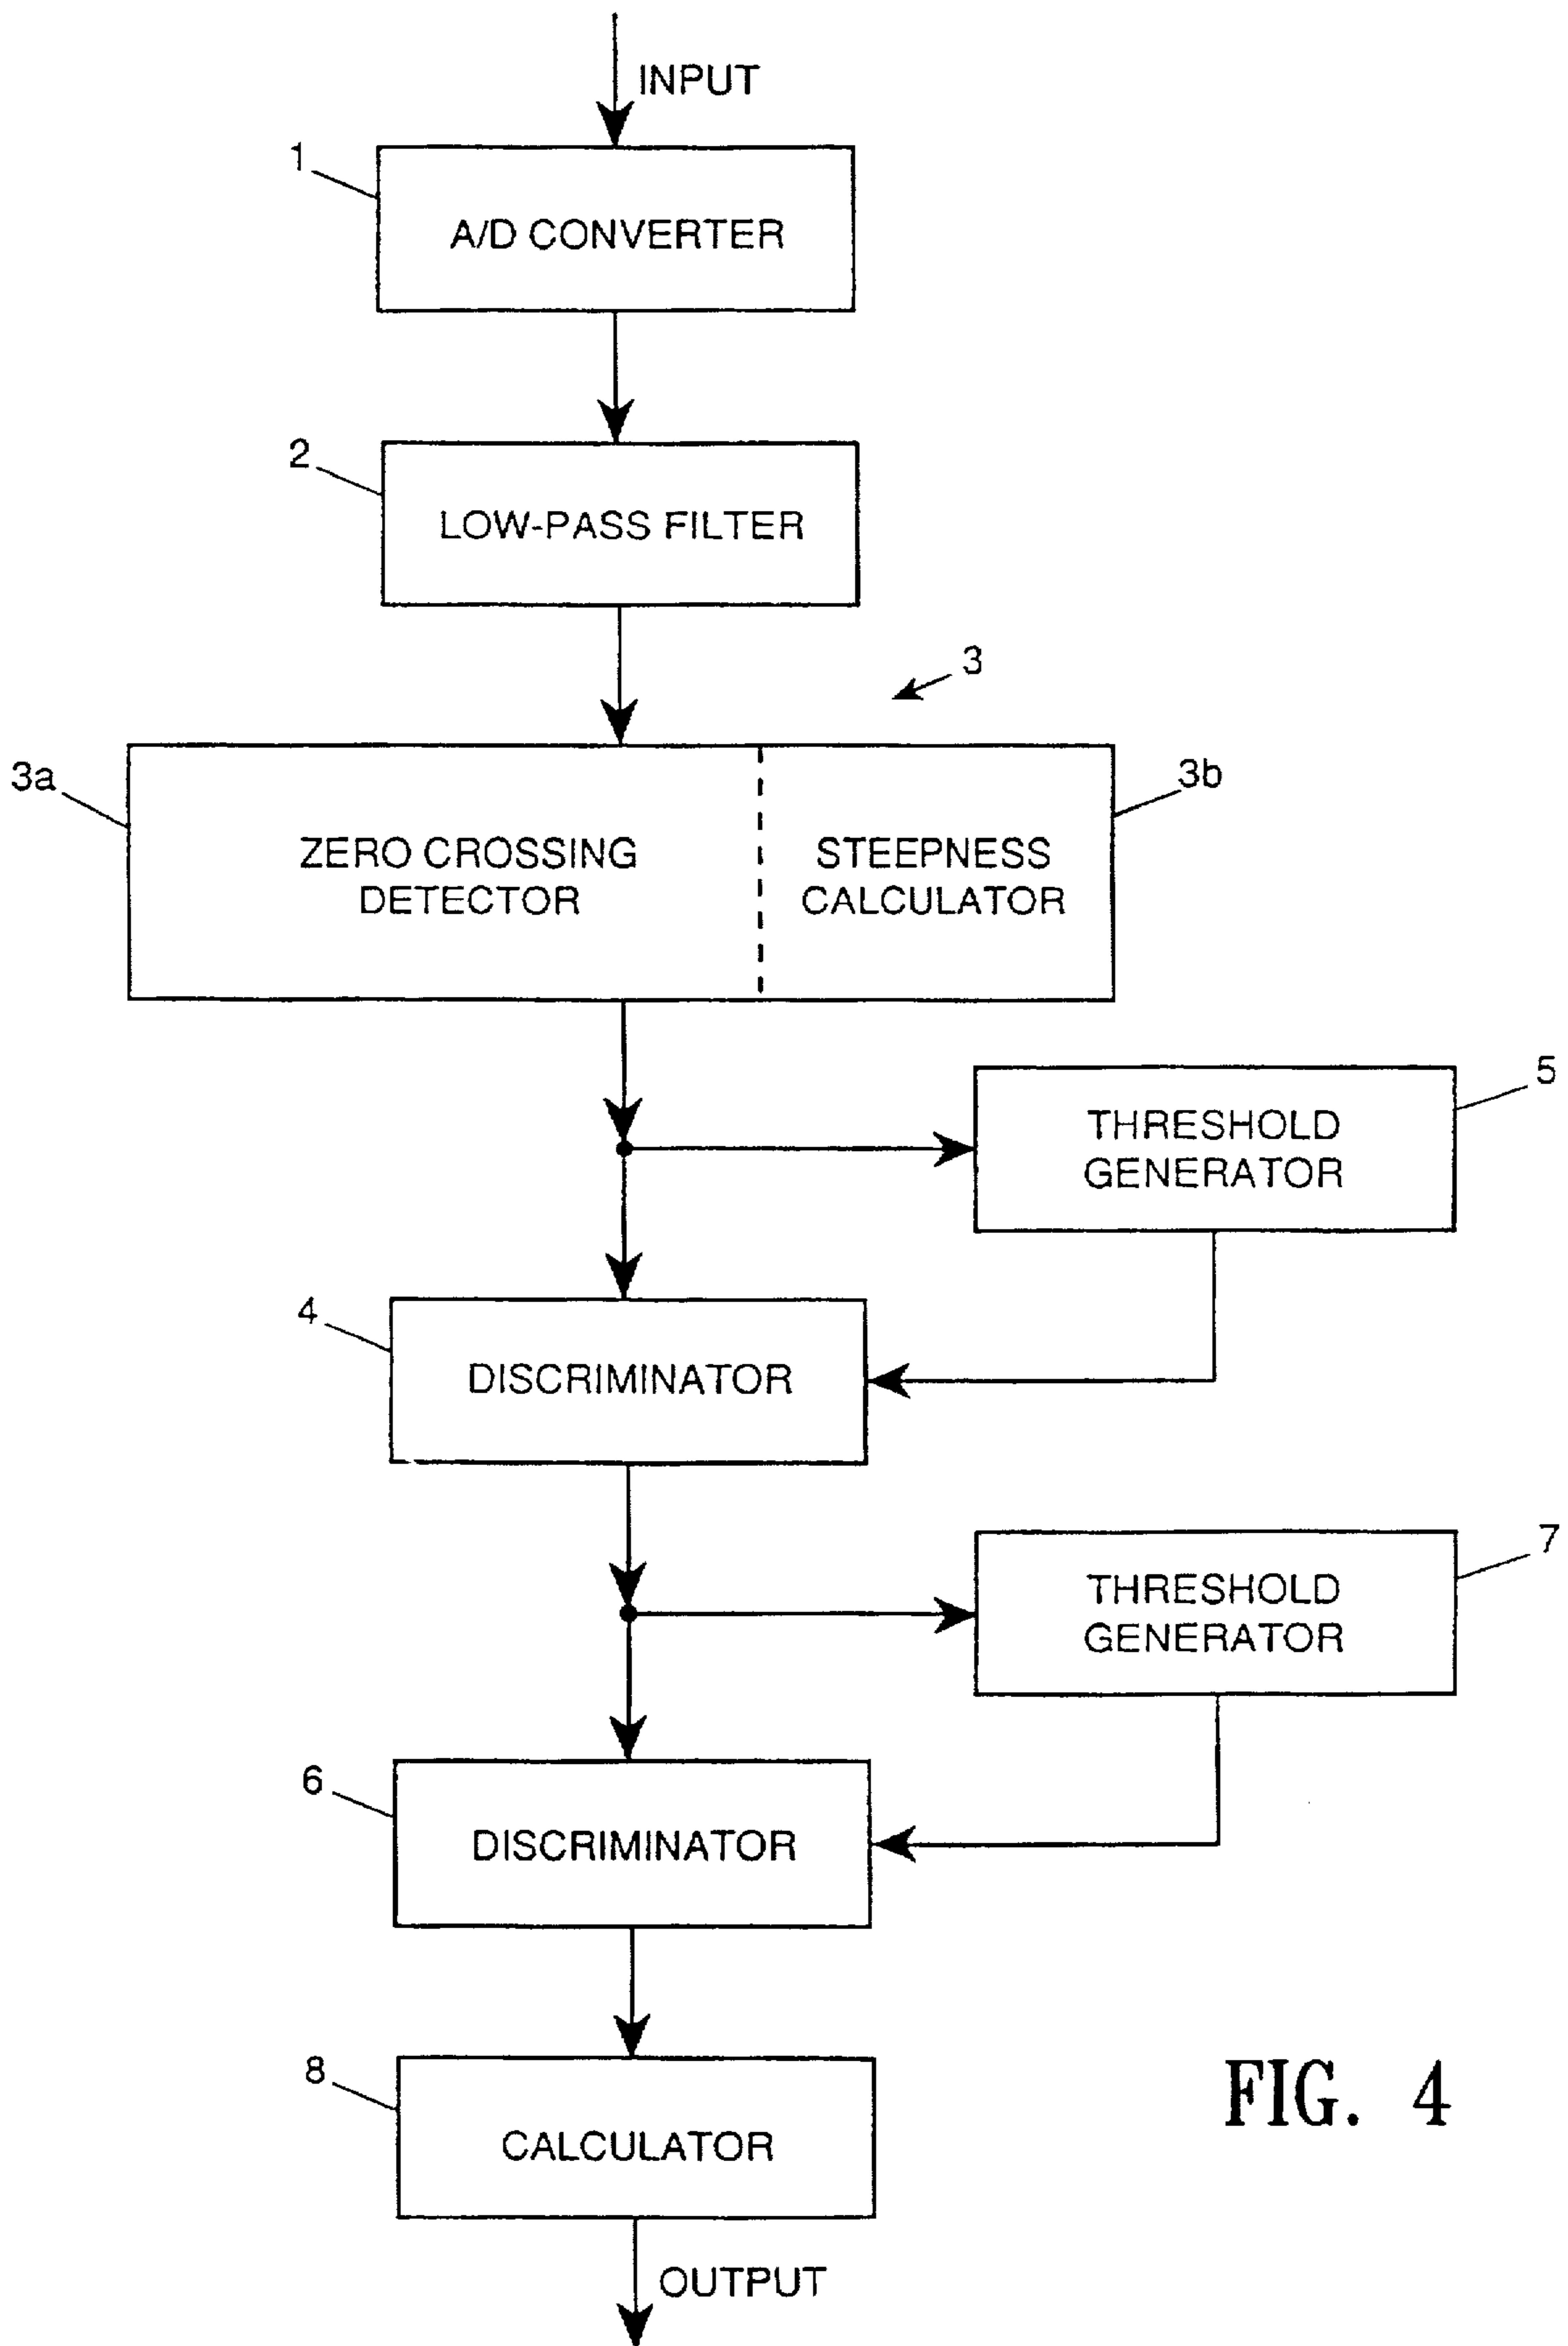 INPUT
1
A/D CONVERTER
2
LOW-PASS FILTER
3
3a
3b
ZERO CROSSING
DETECTOR
STEEPNESS
CALCULATOR
5
THRESHOLD
GENERATOR
4
DISCRIMINATOR
7
THRESHOLD
GENERATOR
6
DISCRIMINATOR
8
CALCULATOR
FIG. 4
OUTPUT